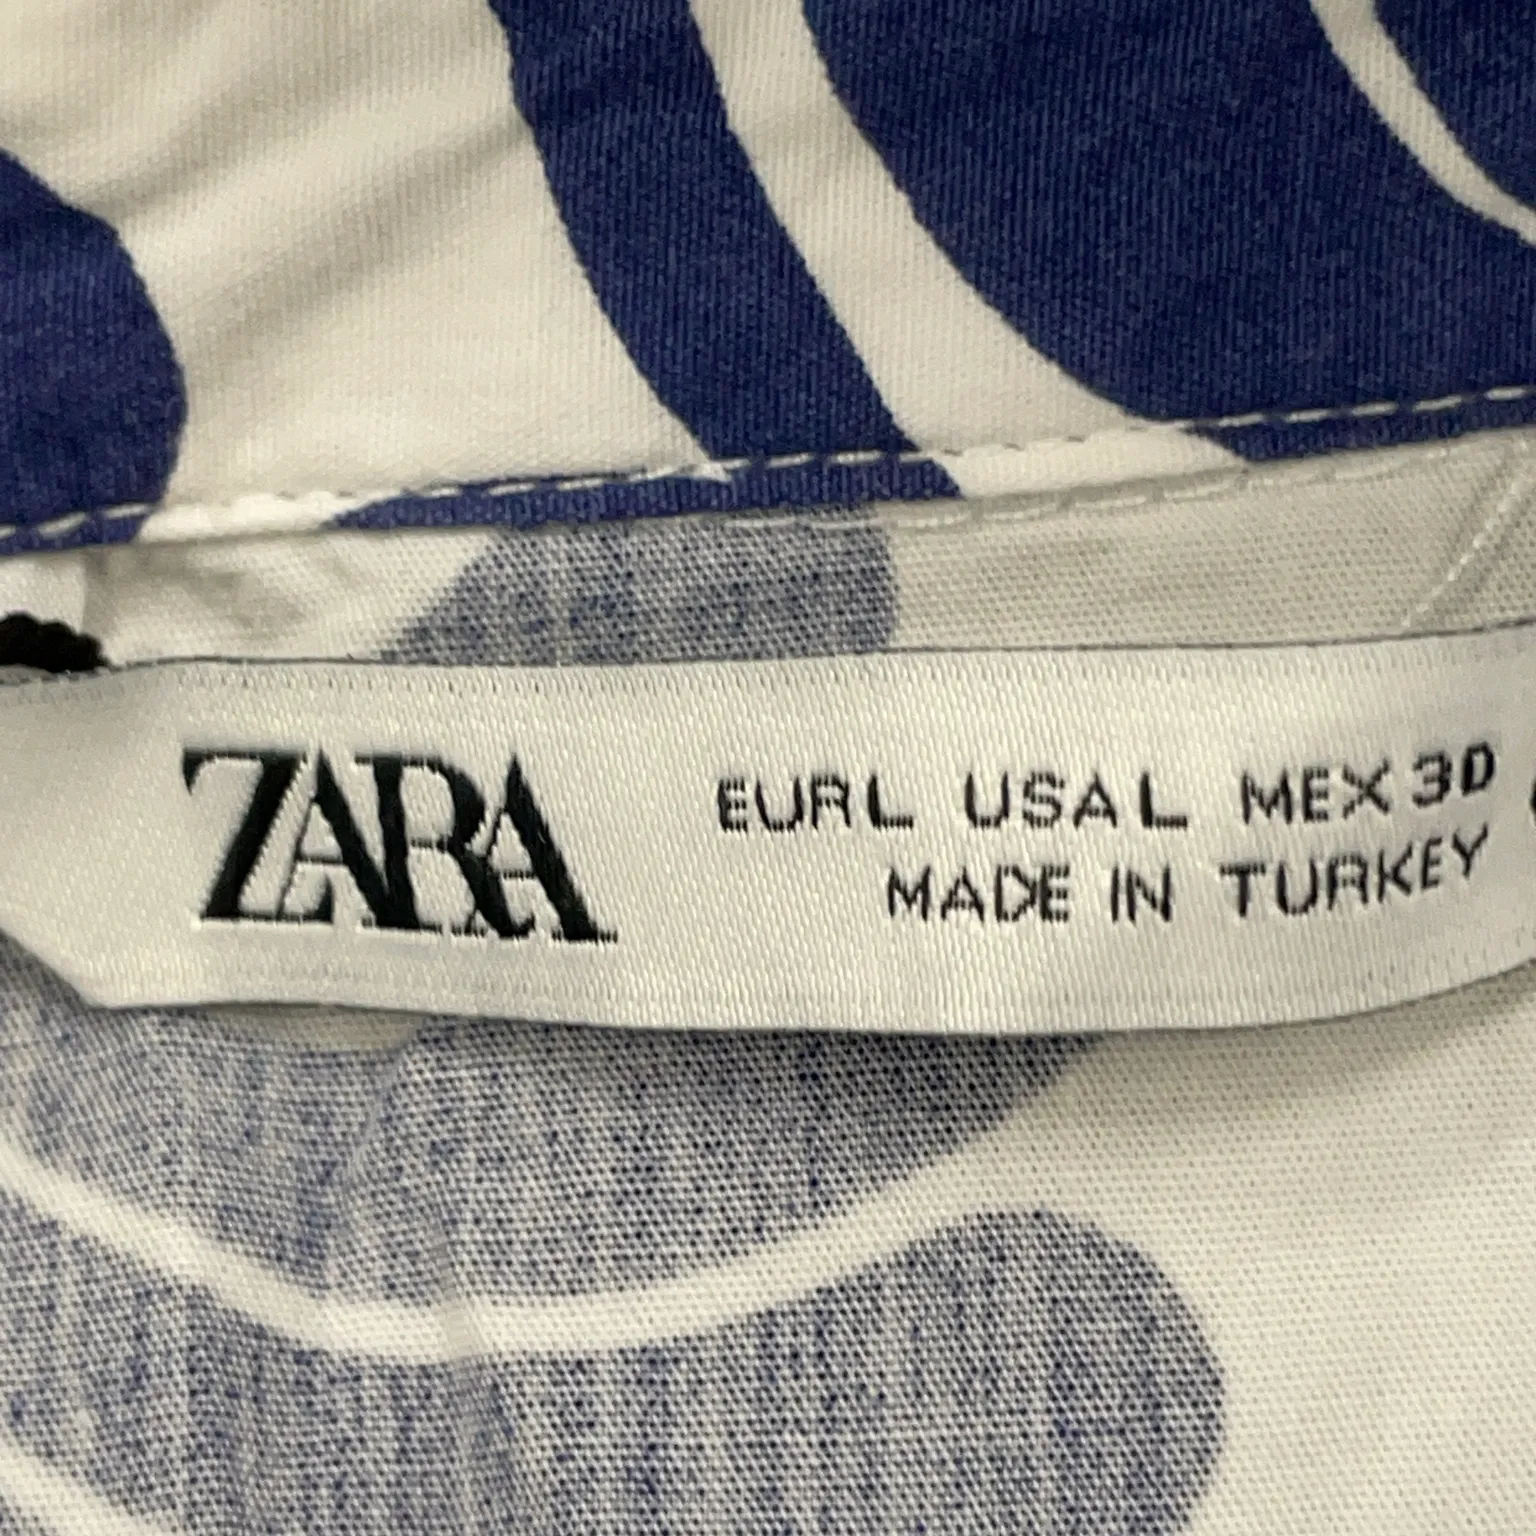 ZARA
EUR L USA L MEX 30
MADE IN TURKEY